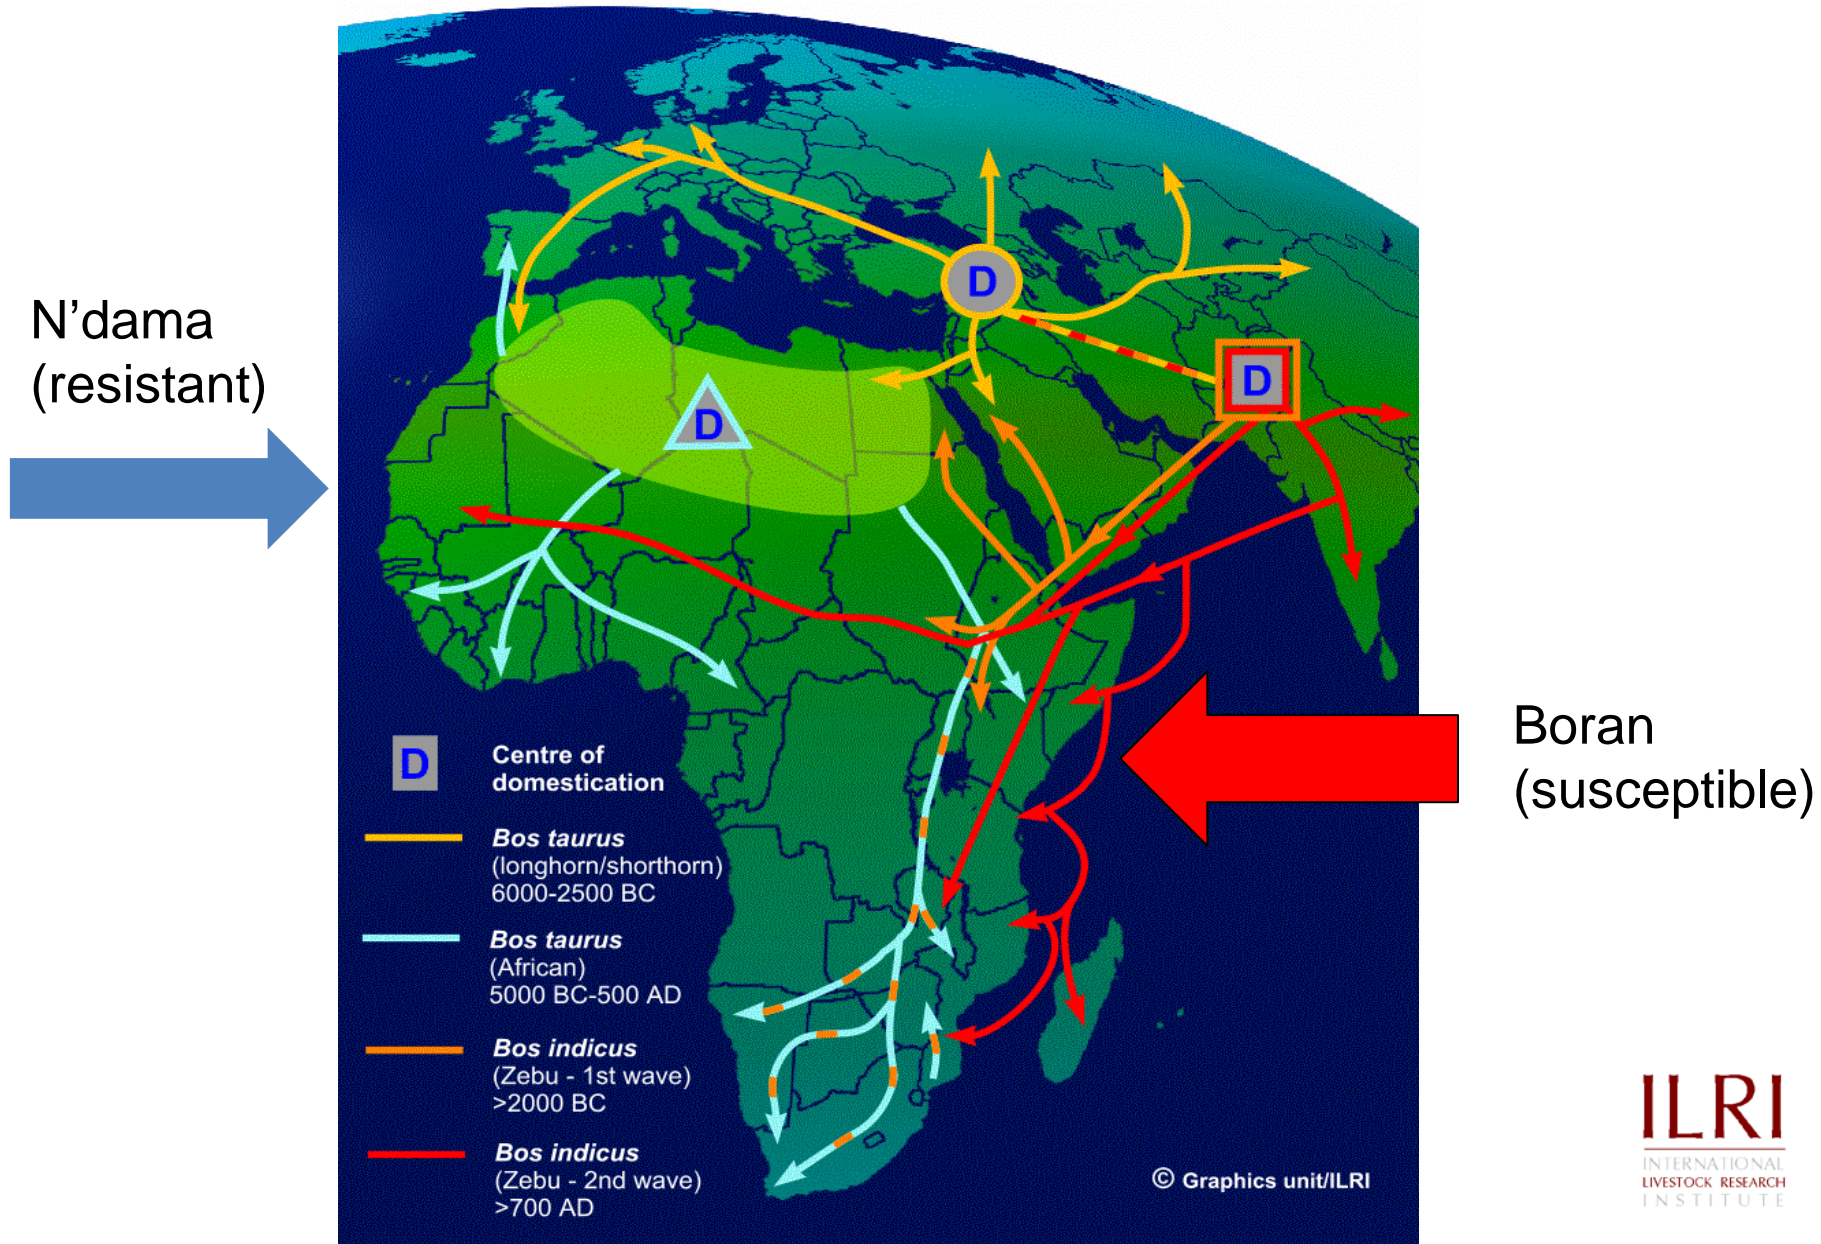 N’dama
(resistant)
D
D
D
Boran
(susceptible)
D
Centre of
domestication
Bos taurus
(longhorn/shorthorn)
6000-2500 BC
Bos taurus
(African)
5000 BC-500 AD
Bos indicus
(Zebu - 1st wave)
>2000 BC
Bos indicus
(Zebu - 2nd wave)
>700 AD
© Graphics unit/ILRI
ILRI
INTERNATIONAL
LIVESTOCK RESEARCH
INSTITUTE